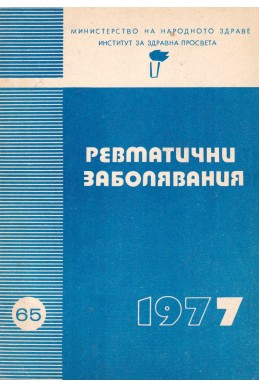 МИНИСТЕРСТВО НА НАРОДНОТО ЗДРАВЕ
ИНСТИТУТ ЗА ЗДРАВНА ПРОСВЕТА
РЕВМАТИЧНИ
ЗАБОЛЯВАНИЯ
65
1977